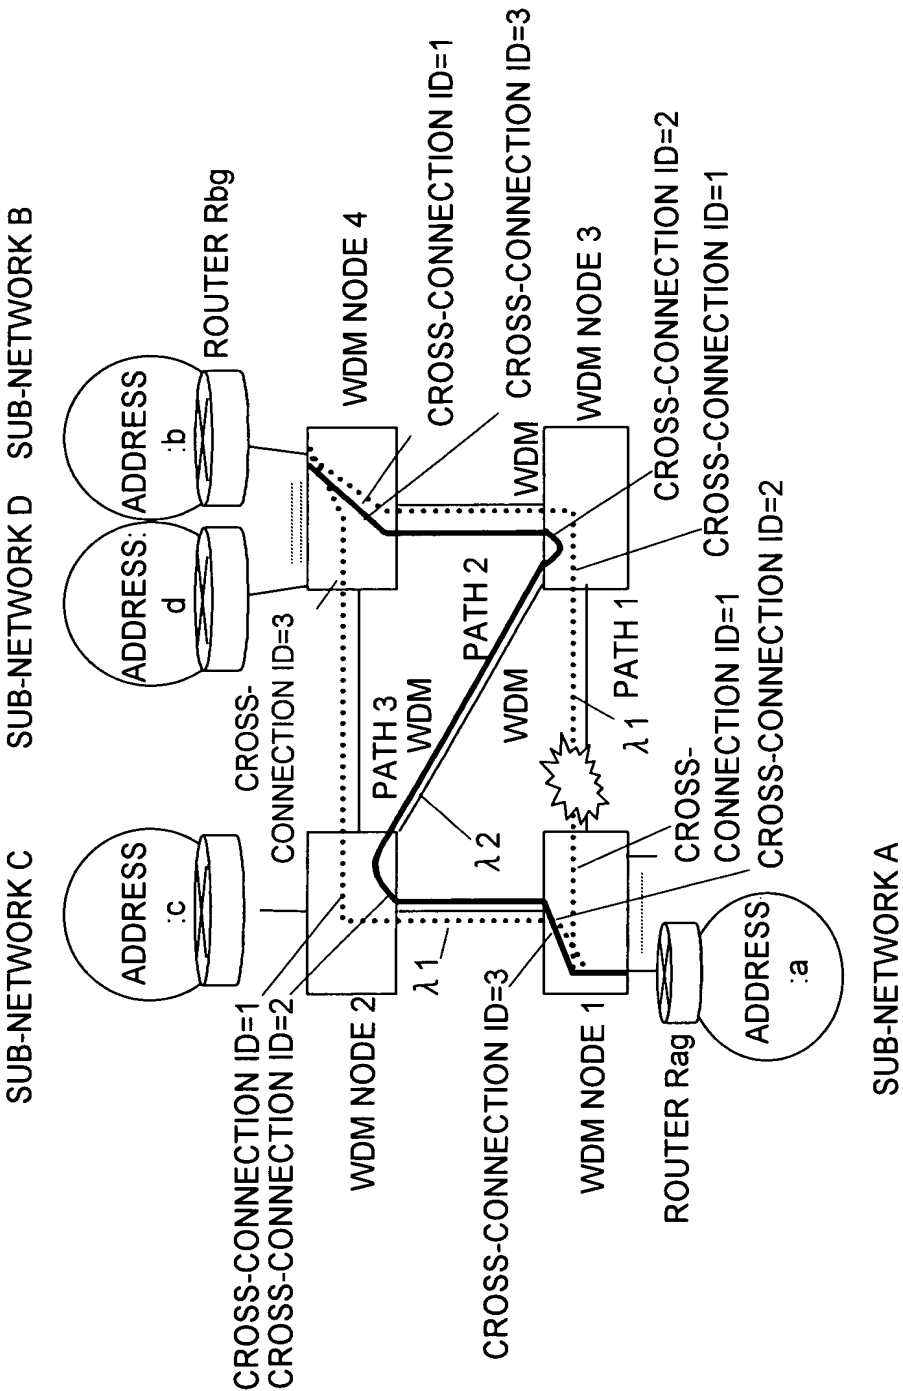 SUB-NETWORK C
SUB-NETWORK D
SUB-NETWORK B
ADDRESS
:c
ADDRESS:
d
ADDRESS
:b
ROUTER Rbg
CROSS-CONNECTION ID=1
CROSS-CONNECTION ID=2
CROSS-
CONNECTION ID=3
WDM NODE 2
WDM NODE 4
PATH 3
WDM
CROSS-CONNECTION ID=1
CROSS-CONNECTION ID=3
λ1
λ2
PATH 2
WDM
WDM
CROSS-CONNECTION ID=3
WDM NODE 1
WDM NODE 3
λ1
PATH 1
CROSS-CONNECTION ID=2
CROSS-CONNECTION ID=1
CROSS-
CONNECTION ID=1
CROSS-CONNECTION ID=2
ROUTER Rag
ADDRESS
:a
SUB-NETWORK A